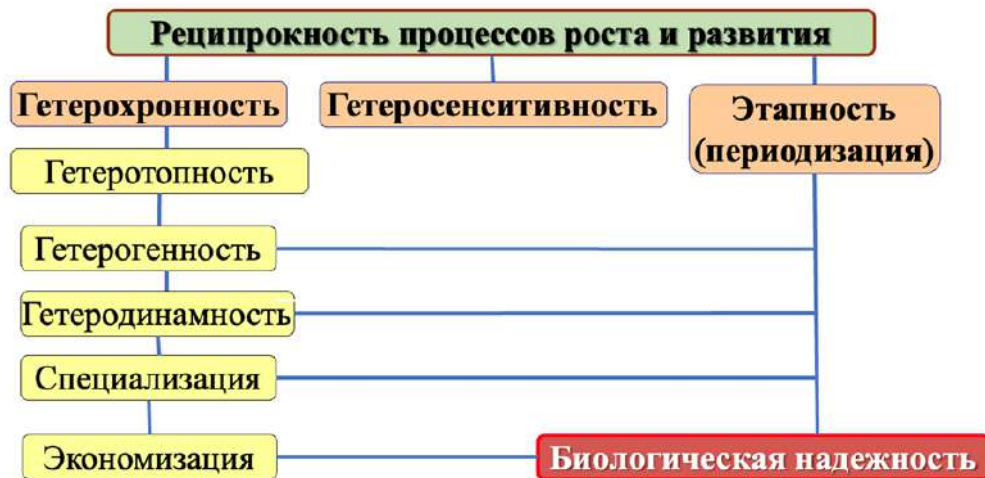 Реципрокность процессов роста и развития
Гетерохронность
Гетеросенситивность
Этапность
(периодизация)
Гетеротопность
Гетерогенность
Гетеродинамность
Специализация
Экономизация
Биологическая надежность